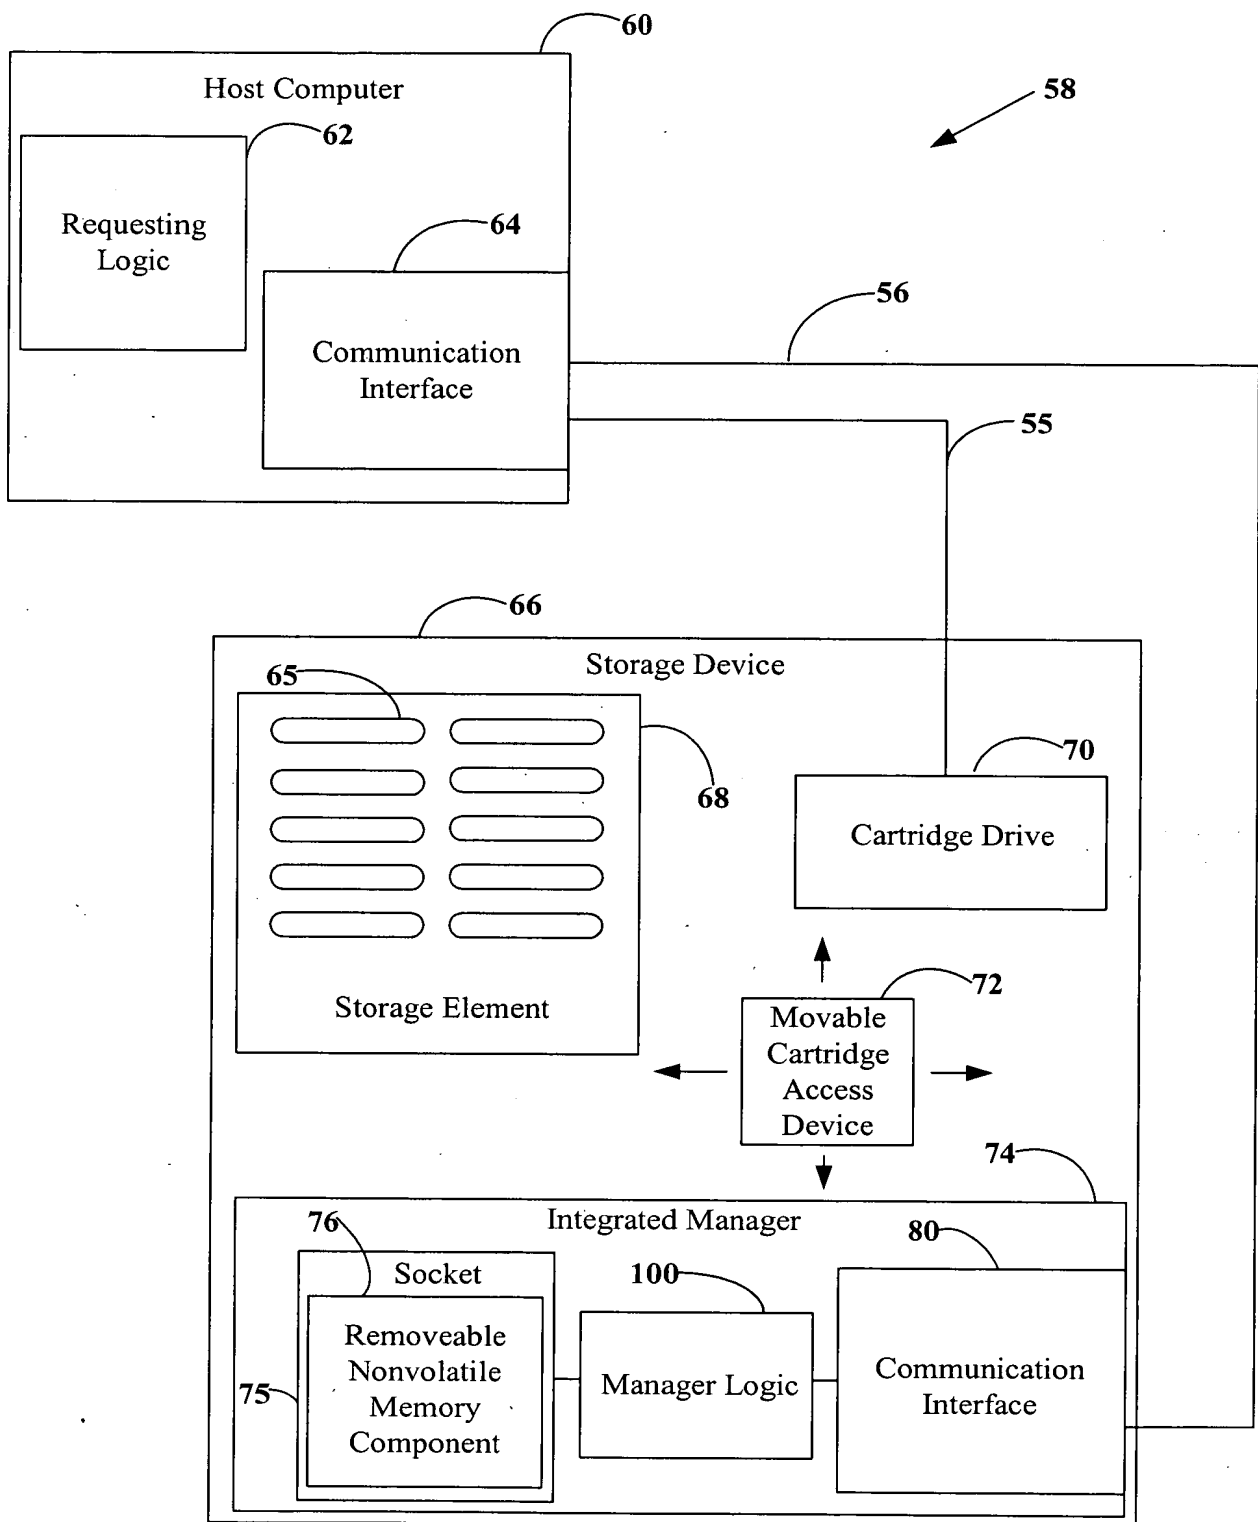 60
Host Computer
58
62
Requesting
Logic
64
56
Communication
Interface
55
66
Storage Device
65
70
68
Cartridge Drive
72
Storage Element
Movable
Cartridge
Access
Device
74
Integrated Manager
76
80
Socket
100
Removeable
Nonvolatile
Memory
Component
75
Manager Logic
Communication
Interface